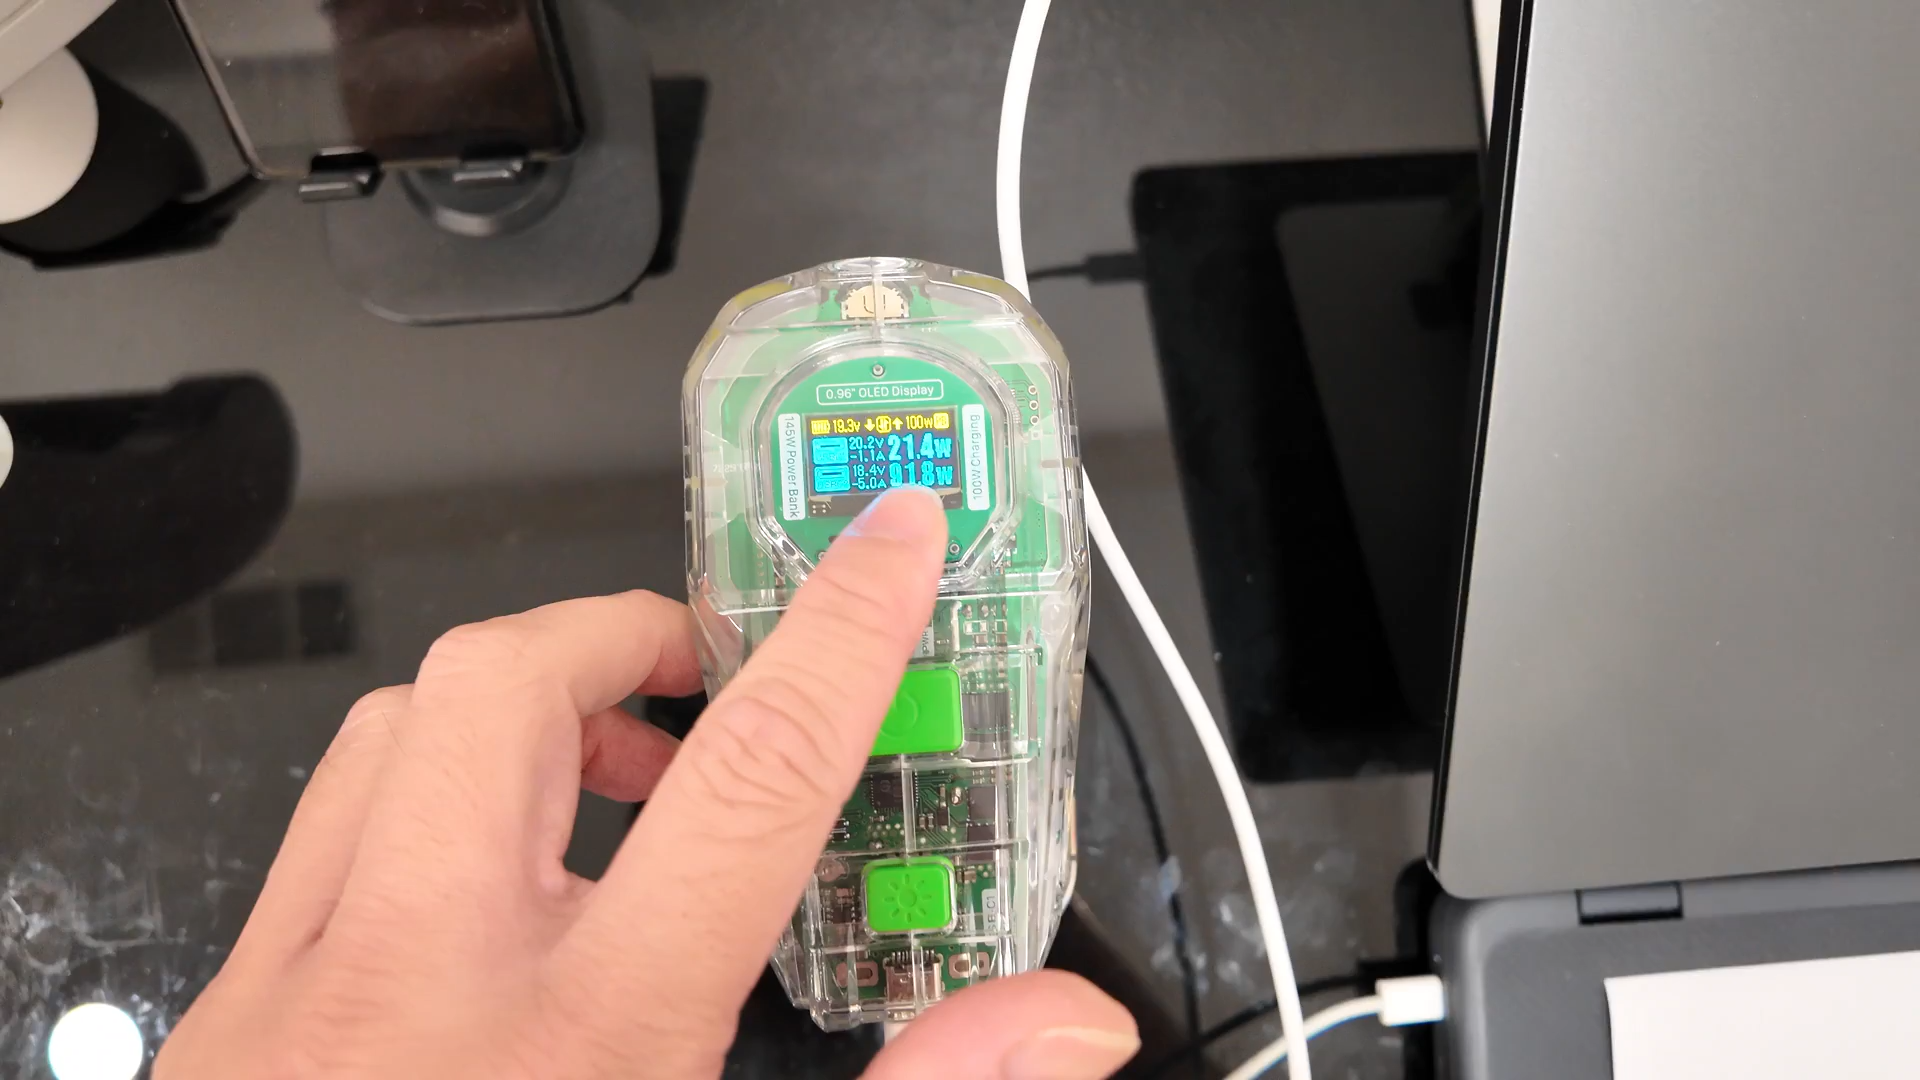 0.96" OLED Display
145W Power Bank
19.3v 100w
20.2V
-1.1A
21.4w
18.4V
-5.0A
91.8w
100W Charging
C1